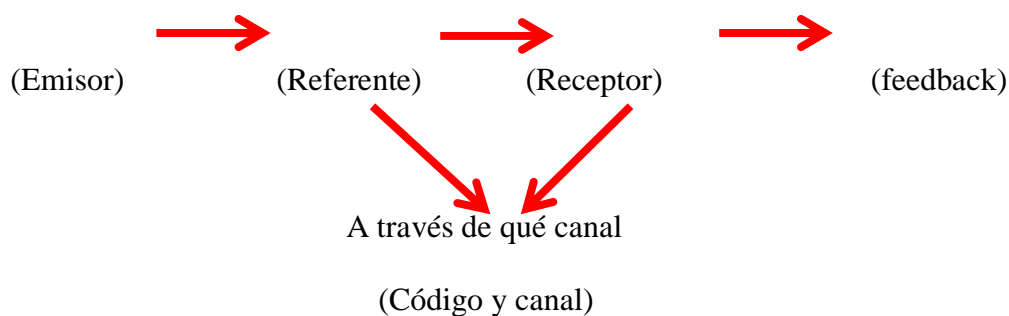 (Emisor) (Referente) (Receptor) (feedback)
A través de qué canal
(Código y canal)